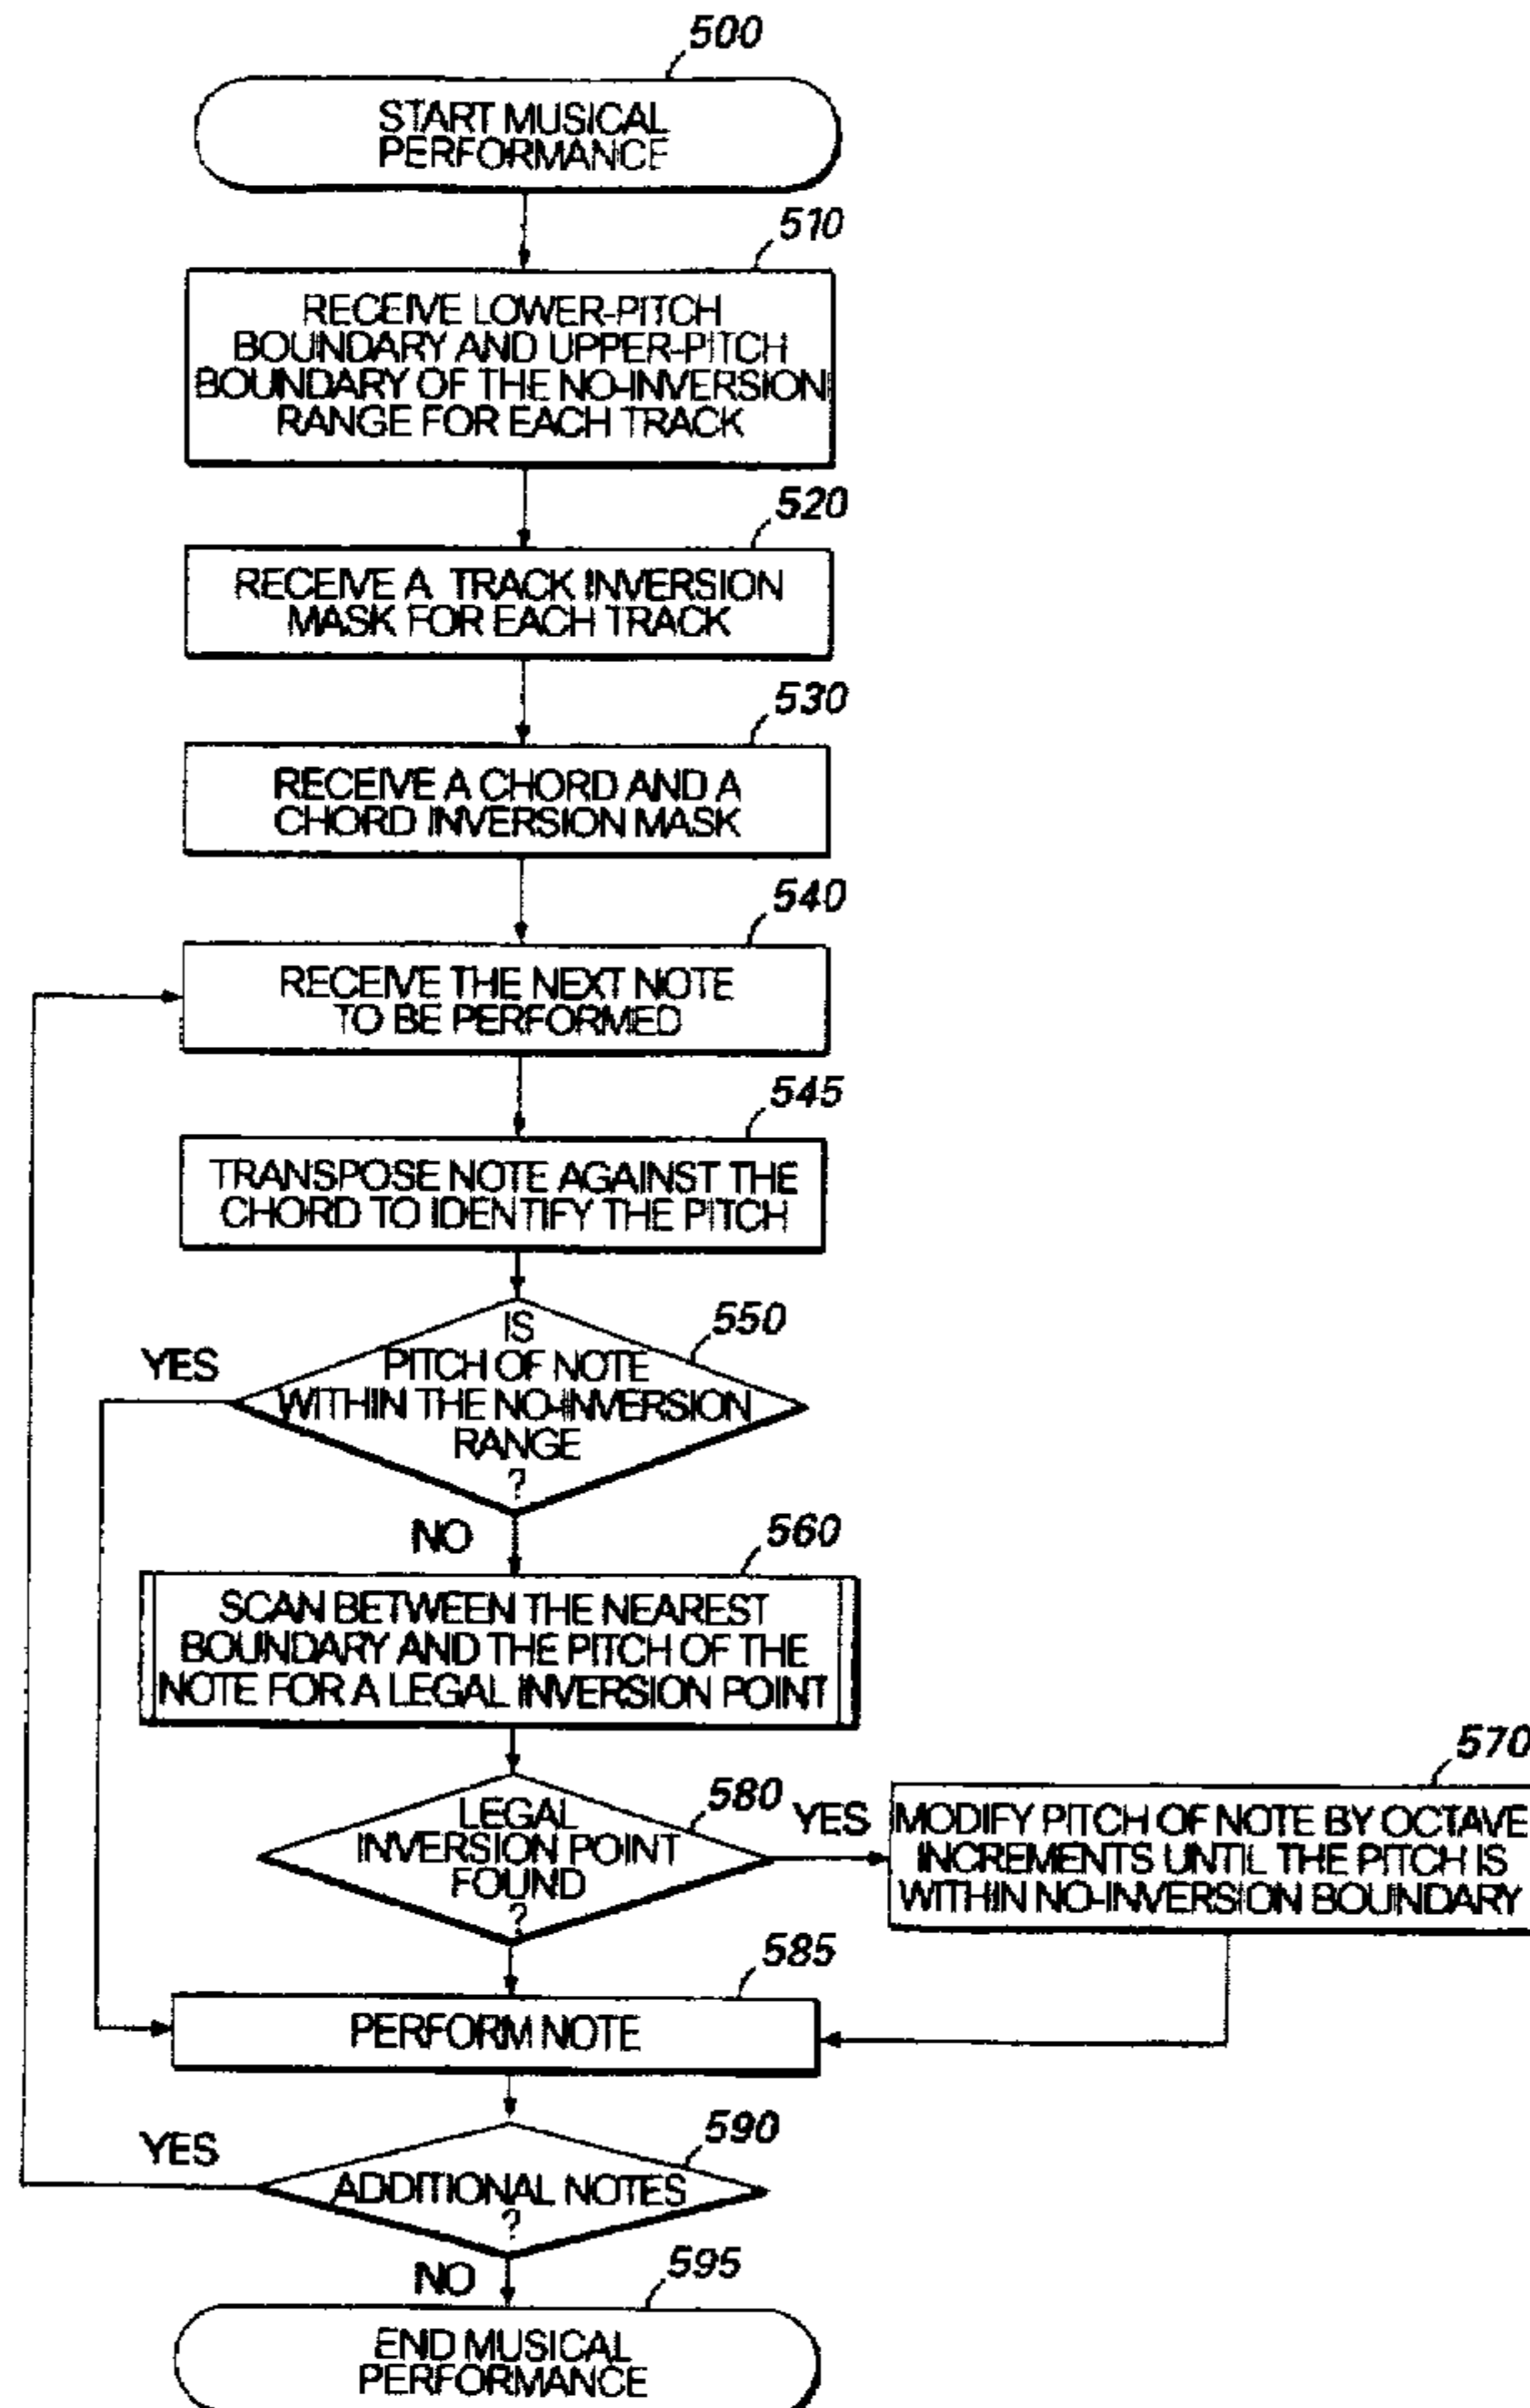 500
START MUSICAL
PERFORMANCE
510
RECEIVE LOWER-PITCH
BOUNDARY AND UPPER-PITCH
BOUNDARY OF THE NO-INVERSION
RANGE FOR EACH TRACK
520
RECEIVE A TRACK INVERSION
MASK FOR EACH TRACK
530
RECEIVE A CHORD AND A
CHORD INVERSION MASK
540
RECEIVE THE NEXT NOTE
TO BE PERFORMED
545
TRANSPOSE NOTE AGAINST THE
CHORD TO IDENTIFY THE PITCH
550
IS
PITCH OF NOTE
WITHIN THE NO-INVERSION
RANGE
?
YES
NO
560
SCAN BETWEEN THE NEAREST
BOUNDARY AND THE PITCH OF THE
NOTE FOR A LEGAL INVERSION POINT
580
LEGAL
INVERSION POINT
FOUND
?
YES
570
MODIFY PITCH OF NOTE BY OCTAVE
INCREMENTS UNTIL THE PITCH IS
WITHIN NO-INVERSION BOUNDARY
585
PERFORM NOTE
590
YES
ADDITIONAL NOTES
?
NO
595
END MUSICAL
PERFORMANCE